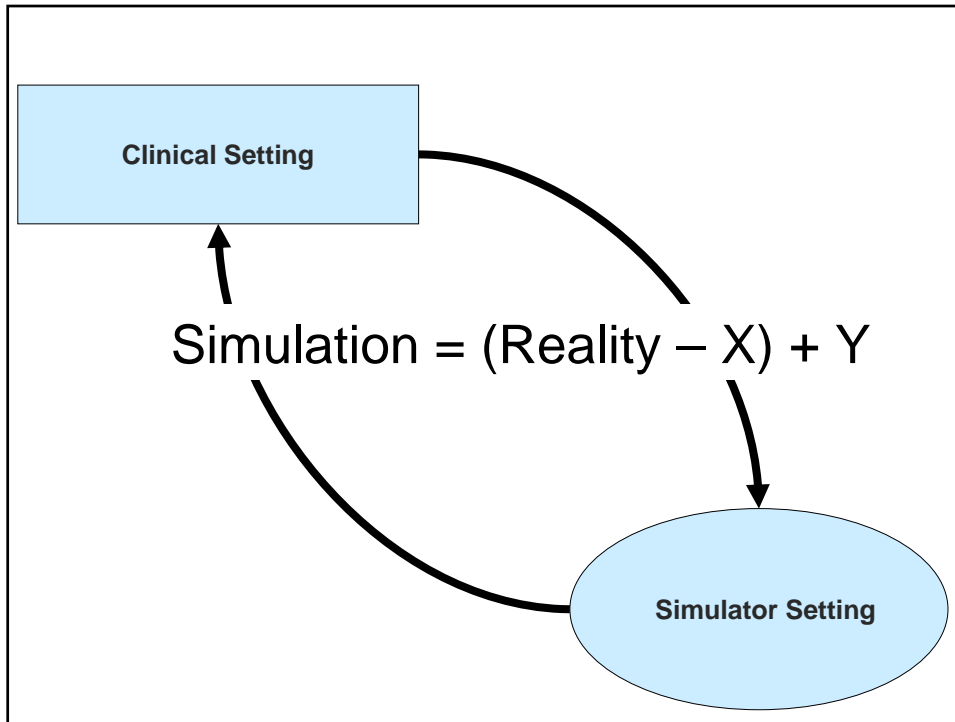 Clinical Setting
Simulation = (Reality – X) + Y
Simulator Setting